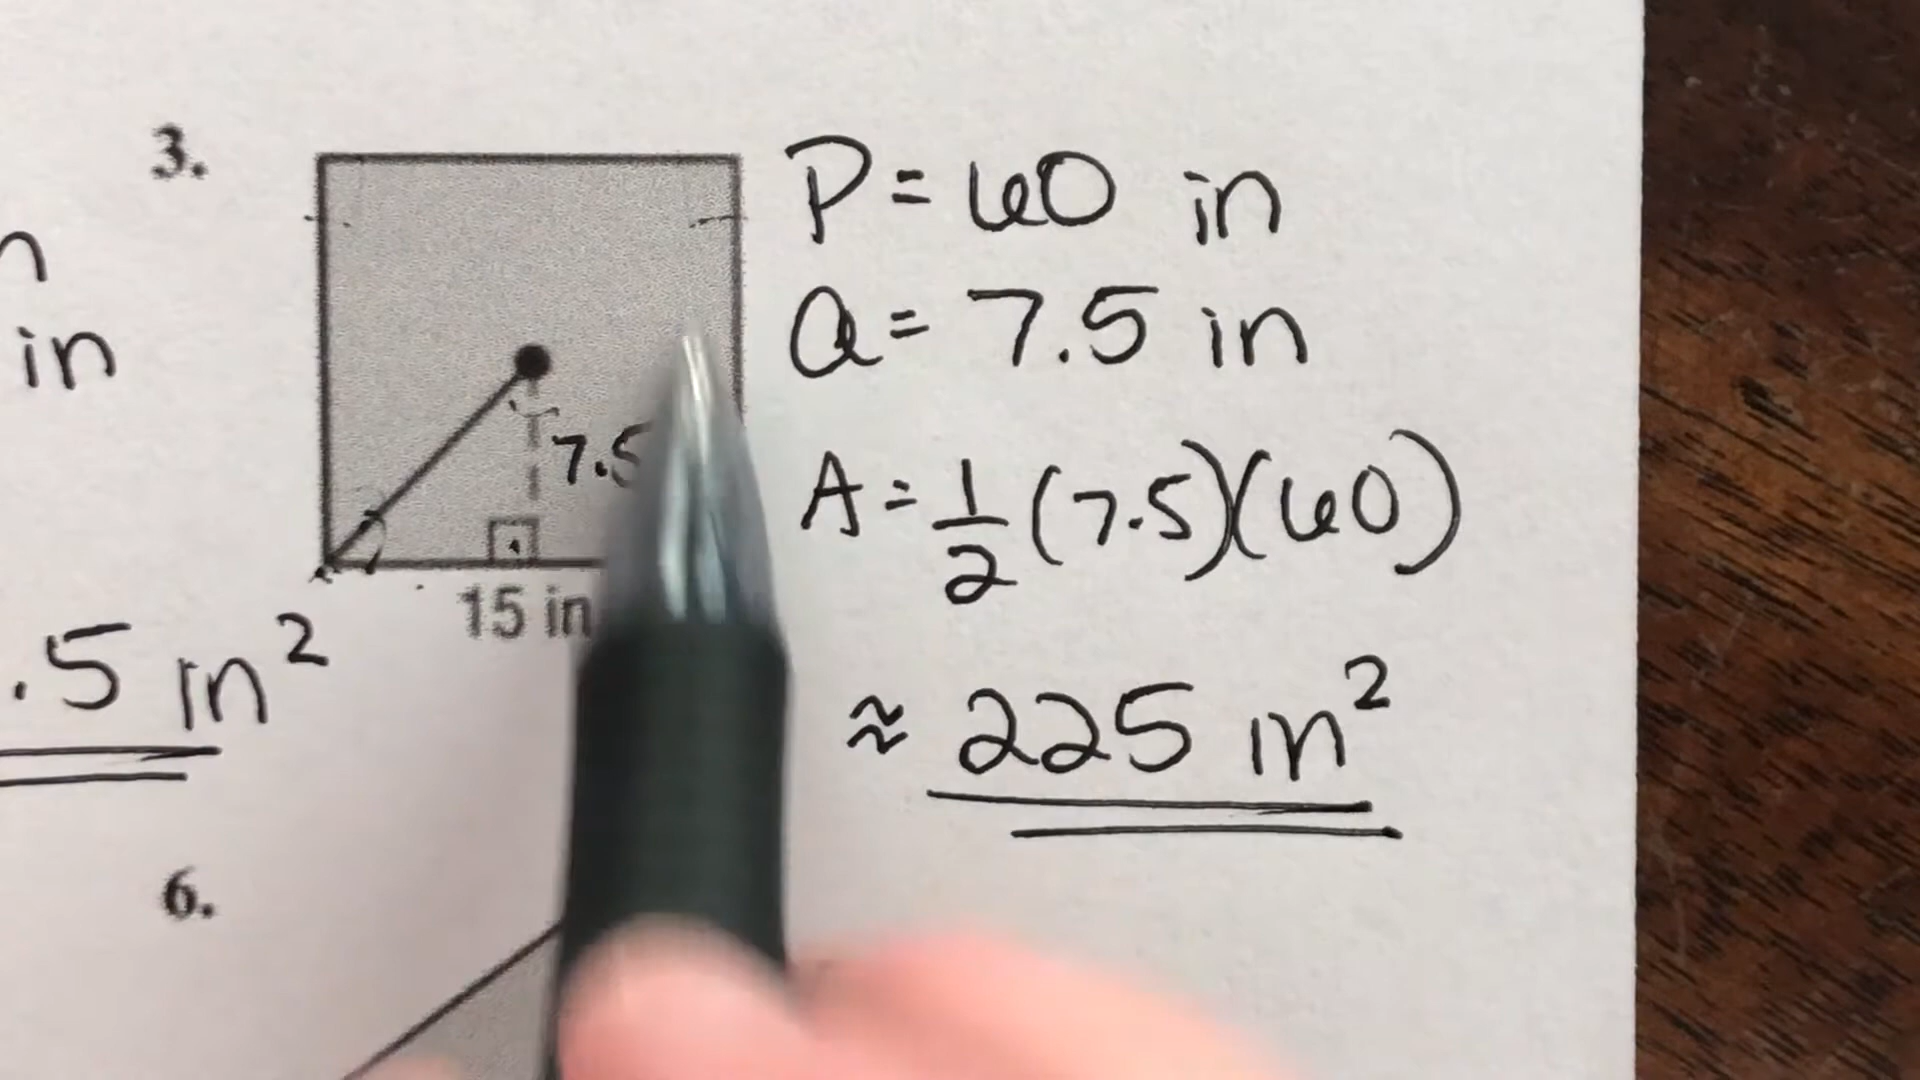 3.
P = 60 in
n
a = 7.5 in
in
7.5
A = 1/2 (7.5)(60)
15 in
.5 in²
≈ 225 in²
6.